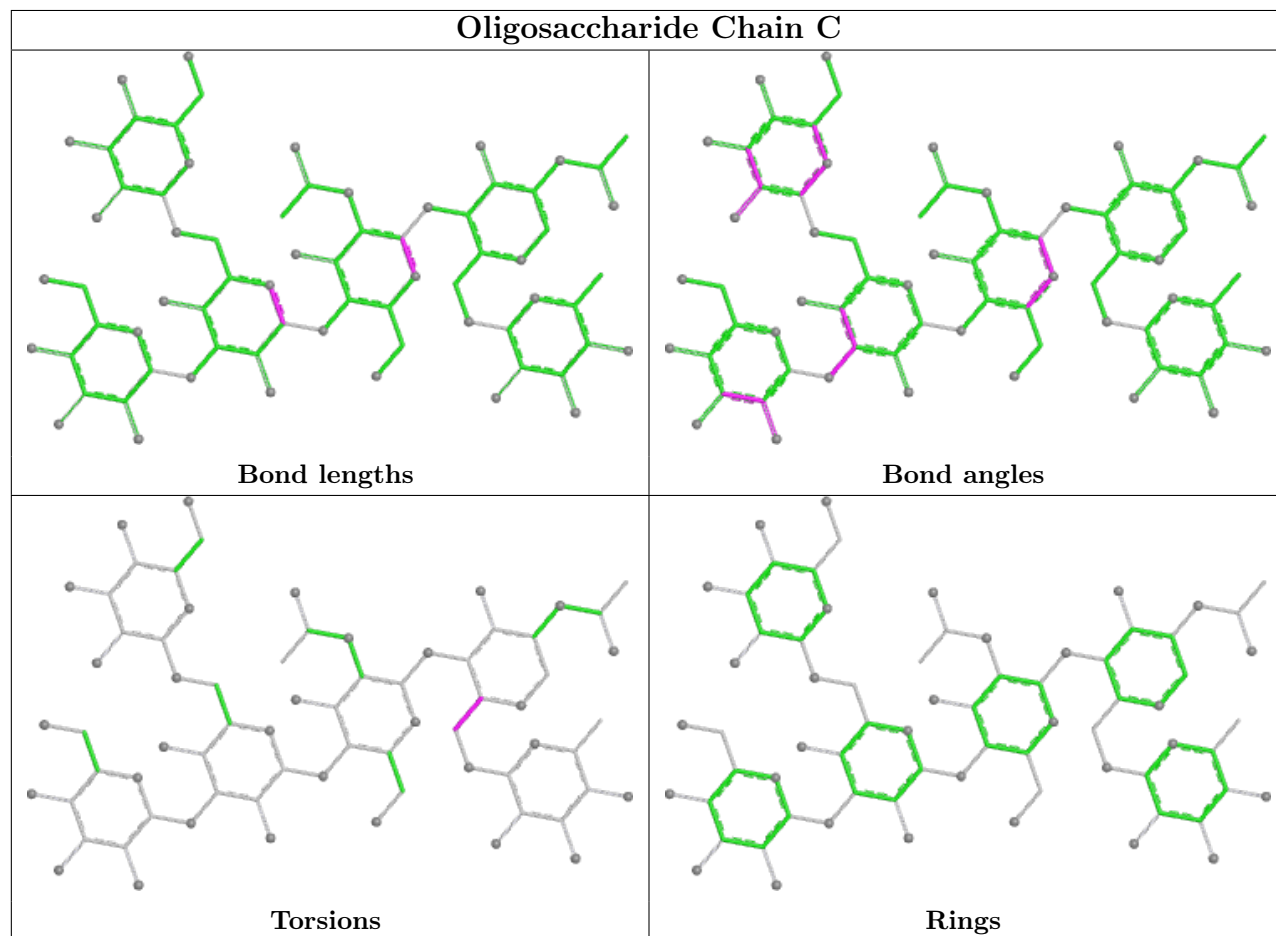 Oligosaccharide Chain C
Bond lengths
Bond angles
Torsions
Rings